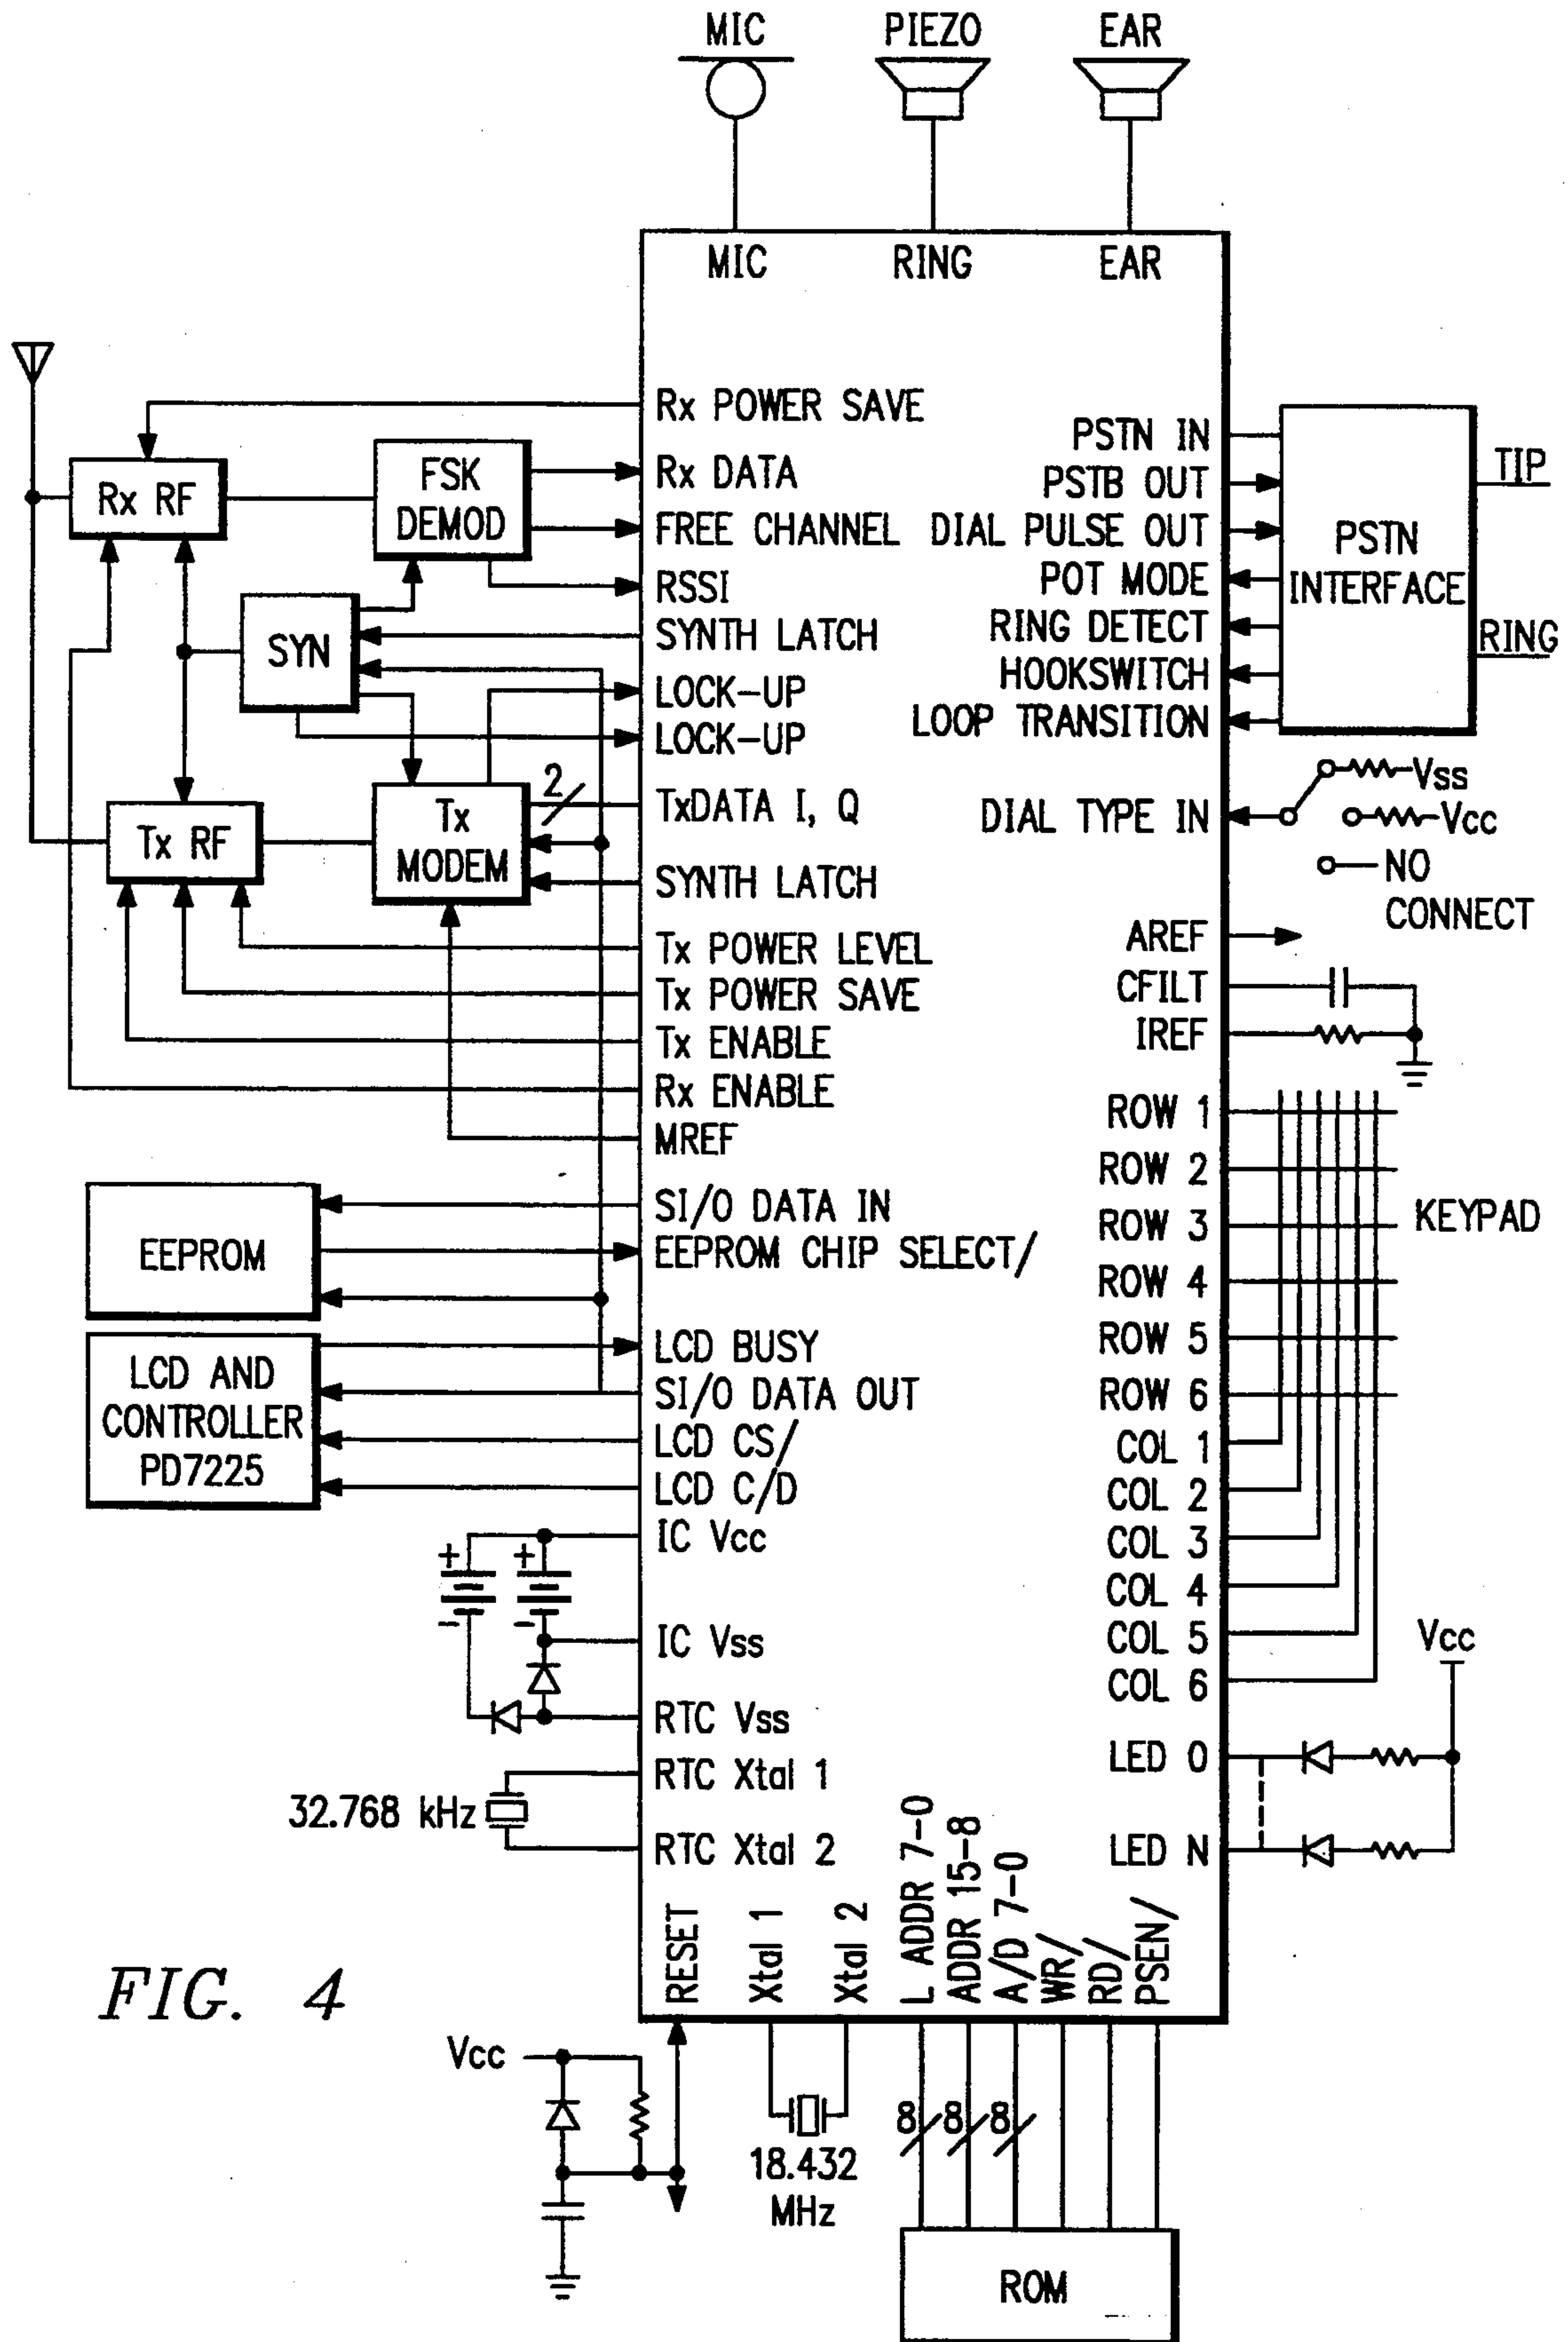 MIC PIEZO EAR
MIC RING EAR
Rx POWER SAVE
Rx RF
FSK
DEMOD
Rx DATA
FREE CHANNEL
RSSI
SYN
SYNTH LATCH
LOCK-UP
LOCK-UP
2
TxDATA I, Q
Tx RF
Tx
MODEM
SYNTH LATCH
Tx POWER LEVEL
Tx POWER SAVE
Tx ENABLE
Rx ENABLE
MREF
EEPROM
SI/O DATA IN
EEPROM CHIP SELECT/
LCD AND
CONTROLLER
PD7225
LCD BUSY
SI/O DATA OUT
LCD CS/
LCD C/D
IC Vcc
+ +
- -
IC Vss
RTC Vss
RTC Xtal 1
32.768 kHz
RTC Xtal 2
PSTN IN
PSTB OUT
DIAL PULSE OUT
POT MODE
RING DETECT
HOOKSWITCH
LOOP TRANSITION
PSTN
INTERFACE
TIP
RING
DIAL TYPE IN
Vss
Vcc
NO
CONNECT
AREF
CFILT
IREF
ROW 1
ROW 2
ROW 3
ROW 4
ROW 5
ROW 6
KEYPAD
COL 1
COL 2
COL 3
COL 4
COL 5
COL 6
Vcc
LED 0
LED N
RESET
Xtal 1
Xtal 2
L ADDR 7-0
ADDR 15-8
A/D 7-0
WR/
RD/
PSEN/
FIG. 4
Vcc
18.432
MHz
8 8 8
ROM